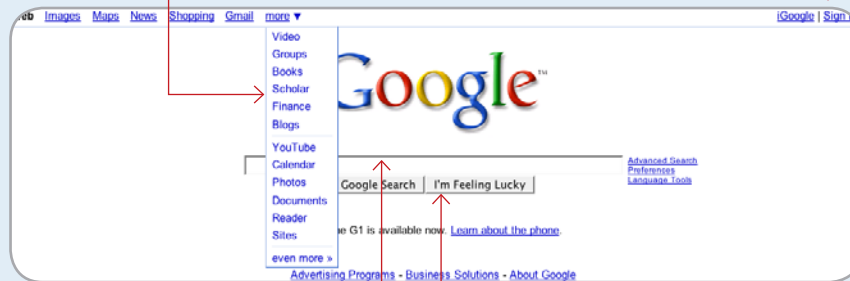 Images Maps News Shopping Gmail more ▼ iGoogle | Sign
Video
Groups
Books
Scholar
Finance
Blogs
YouTube
Calendar
Photos
Documents
Reader
Sites
even more »
Google™
Advanced Search
Preferences
Language Tools
Google Search I'm Feeling Lucky
G1 is available now. Learn about the phone.
Advertising Programs - Business Solutions - About Google